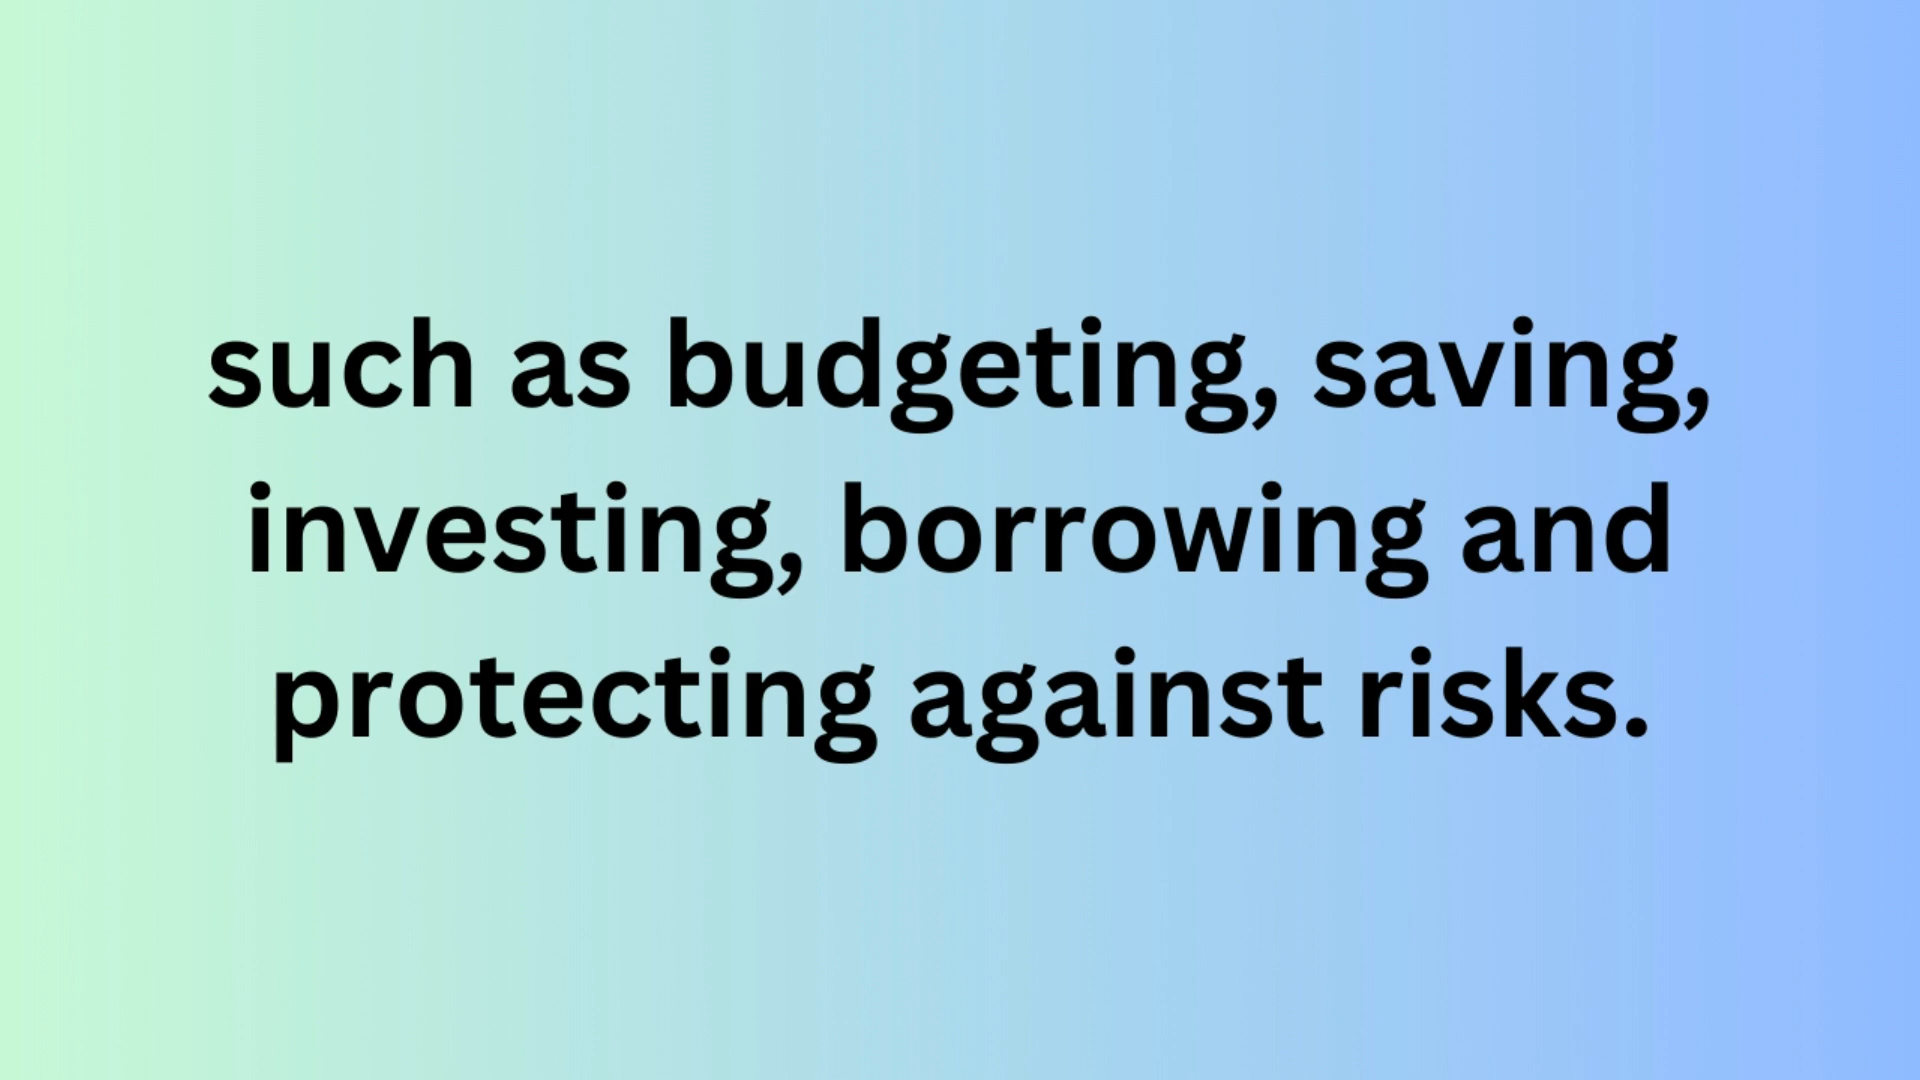 such as budgeting, saving,
investing, borrowing and
protecting against risks.